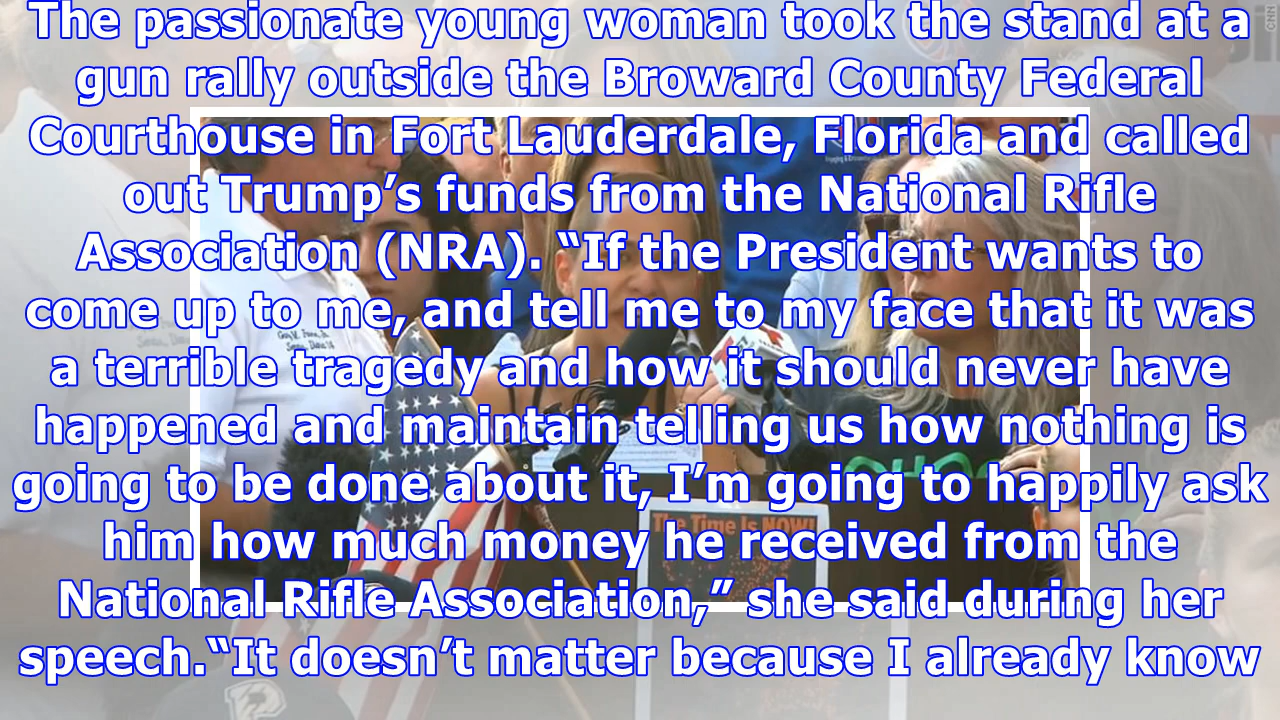 The passionate young woman took the stand at a
gun rally outside the Broward County Federal
Courthouse in Fort Lauderdale, Florida and called
out Trump’s funds from the National Rifle
Association (NRA). “If the President wants to
come up to me, and tell me to my face that it was
a terrible tragedy and how it should never have
happened and maintain telling us how nothing is
going to be done about it, I’m going to happily ask
him how much money he received from the
National Rifle Association,” she said during her
speech.“It doesn’t matter because I already know
CNN
The Time Is NOW!